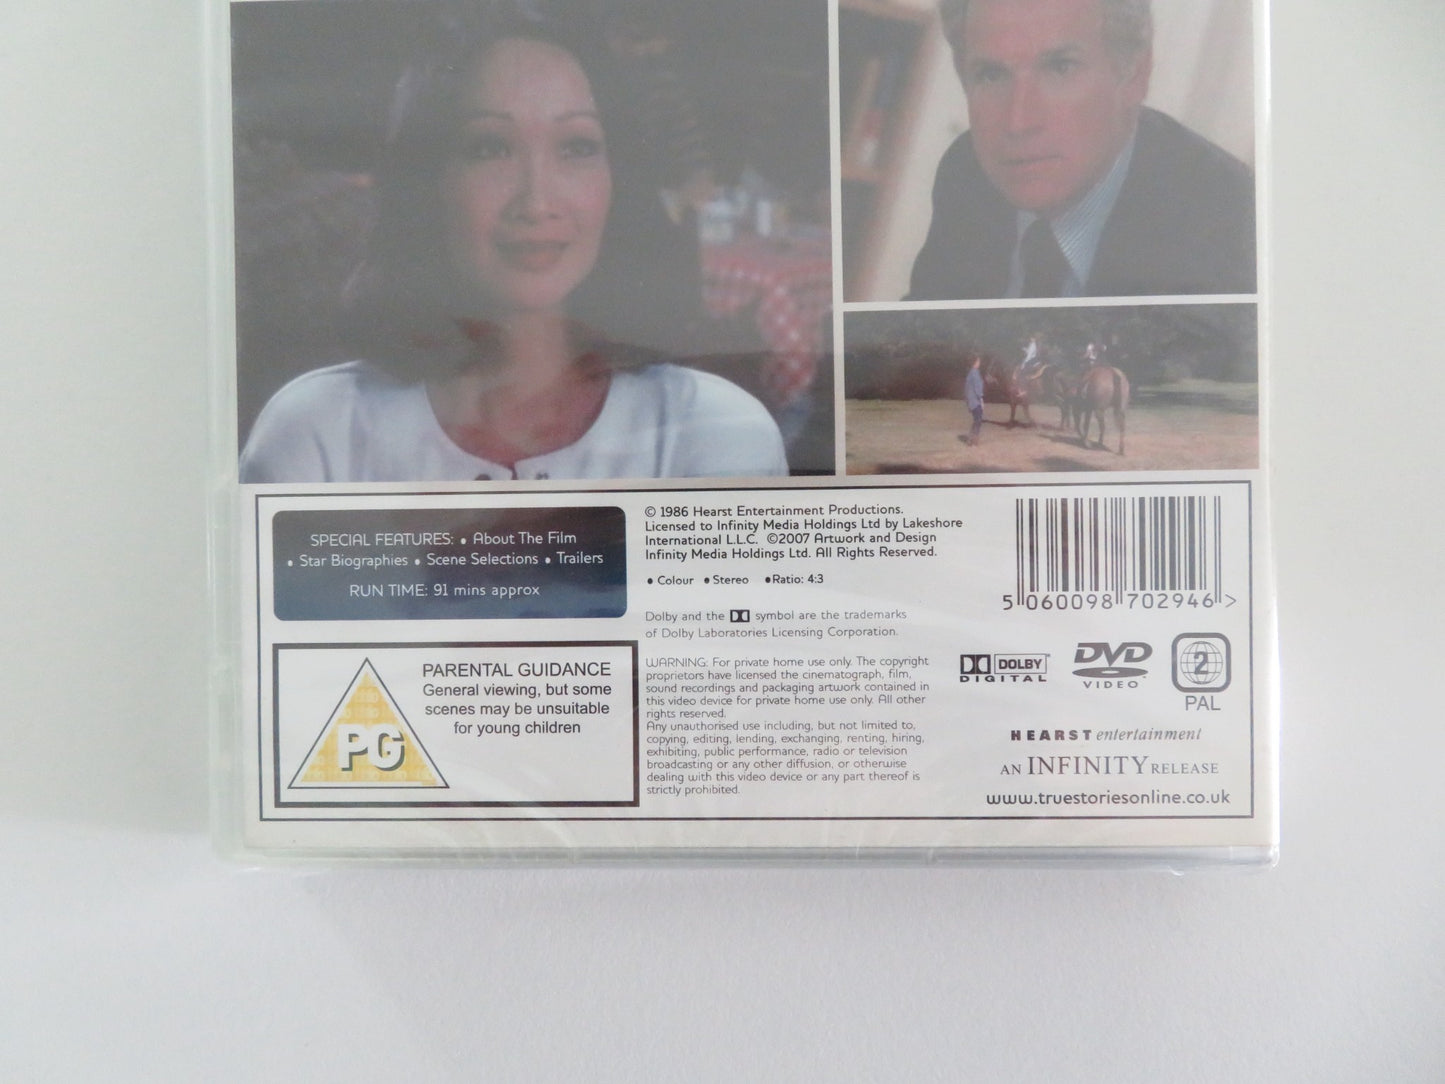 SPECIAL FEATURES: • About The Film
• Star Biographies • Scene Selections • Trailers
RUN TIME: 91 mins approx
PG
PARENTAL GUIDANCE
General viewing, but some
scenes may be unsuitable
for young children
© 1986 Hearst Entertainment Productions.
Licensed to Infinity Media Holdings Ltd by Lakeshore
International L.L.C. ©2007 Artwork and Design
Infinity Media Holdings Ltd. All Rights Reserved.
• Colour • Stereo • Ratio: 4:3
Dolby and the symbol are the trademarks
of Dolby Laboratories Licensing Corporation.
WARNING: For private home use only. The copyright
proprietors have licensed the cinematograph, film,
sound recordings and packaging artwork contained in
this video device for private home use only. All other
rights reserved.
Any unauthorised use including, but not limited to,
copying, editing, lending, exchanging, renting, hiring,
exhibiting, public performance, radio or television
broadcasting or any other diffusion, or otherwise
dealing with this video device or any part thereof is
strictly prohibited.
5 060098 702946 >
DOLBY
DIGITAL
DVD
VIDEO
2
PAL
HEARST entertainment
AN INFINITY RELEASE
www.truestoriesonline.co.uk